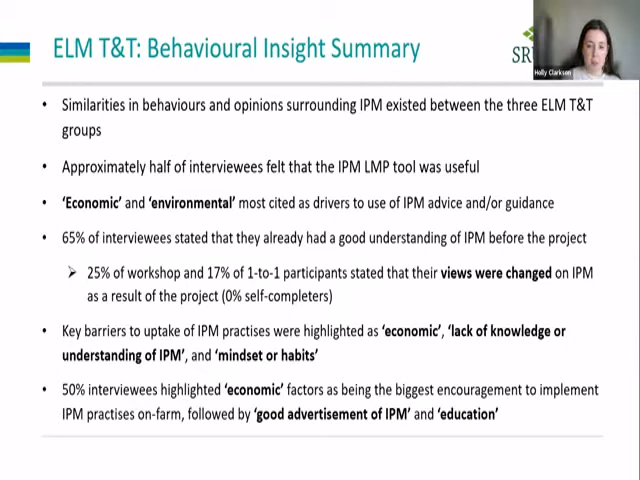 ELM T&T: Behavioural Insight Summary
SR
Holly Clarkson
• Similarities in behaviours and opinions surrounding IPM existed between the three ELM T&T
groups
• Approximately half of interviewees felt that the IPM LMP tool was useful
• ‘Economic’ and ‘environmental’ most cited as drivers to use of IPM advice and/or guidance
• 65% of interviewees stated that they already had a good understanding of IPM before the project
➢ 25% of workshop and 17% of 1-to-1 participants stated that their views were changed on IPM
as a result of the project (0% self-completers)
• Key barriers to uptake of IPM practises were highlighted as ‘economic’, ‘lack of knowledge or
understanding of IPM’, and ‘mindset or habits’
• 50% interviewees highlighted ‘economic’ factors as being the biggest encouragement to implement
IPM practises on-farm, followed by ‘good advertisement of IPM’ and ‘education’